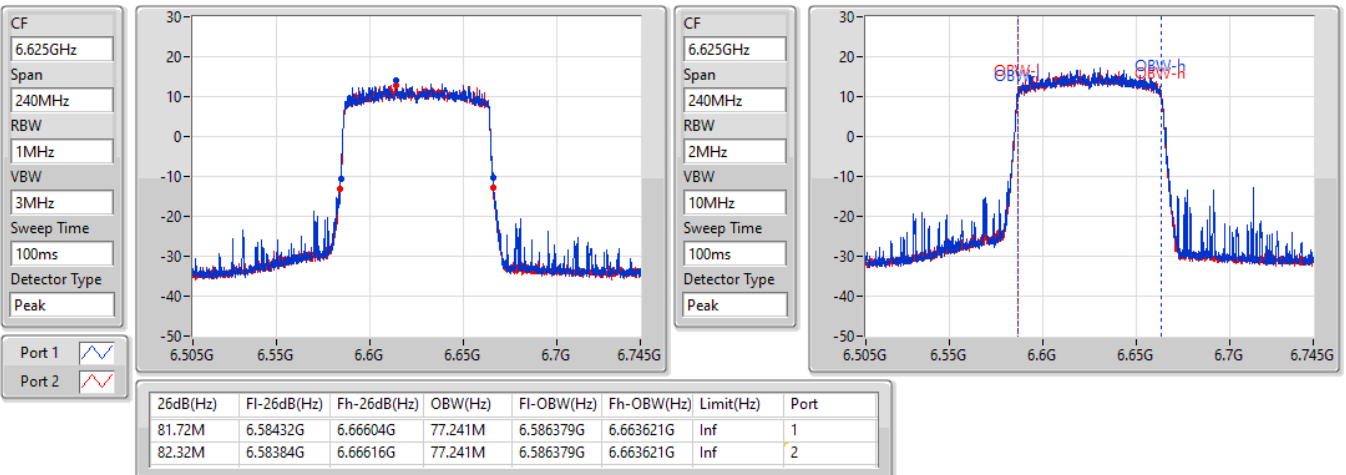 CF
6.625GHz
Span
240MHz
RBW
1MHz
VBW
3MHz
Sweep Time
100ms
Detector Type
Peak
Port 1
Port 2
30
20
10
0
-10
-20
-30
-40
-50
6.505G 6.55G 6.6G 6.65G 6.7G 6.745G
CF
6.625GHz
Span
240MHz
RBW
2MHz
VBW
10MHz
Sweep Time
100ms
Detector Type
Peak
30
20
10
0
-10
-20
-30
-40
-50
OBW-l OBW-h
OBW-l OBW-h
6.505G 6.55G 6.6G 6.65G 6.7G 6.745G
26dB(Hz) Fl-26dB(Hz) Fh-26dB(Hz) OBW(Hz) Fl-OBW(Hz) Fh-OBW(Hz) Limit(Hz) Port
81.72M 6.58432G 6.66604G 77.241M 6.586379G 6.663621G Inf 1
82.32M 6.58384G 6.66616G 77.241M 6.586379G 6.663621G Inf 2